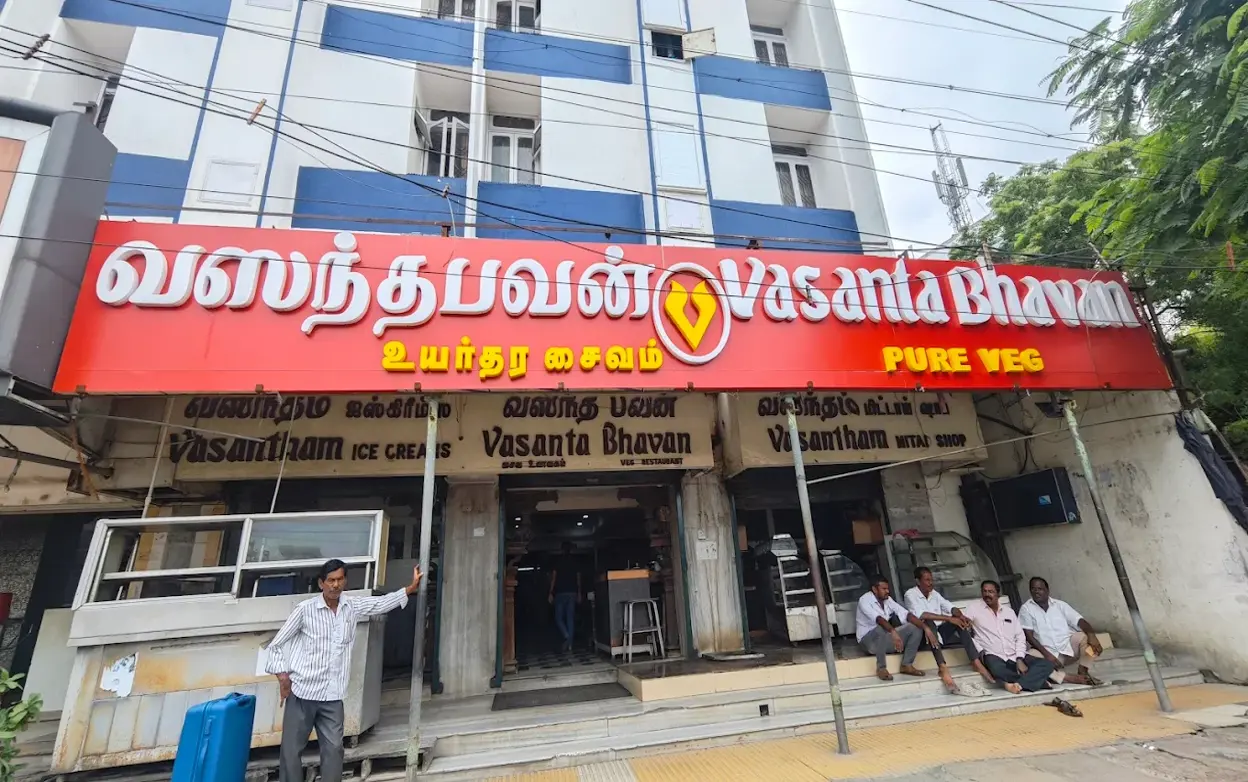 வஸந்தபவன் V Vasanta Bhavan
உயர்தர சைவம் PURE VEG
வஸந்தம் ஐஸ்கிரீம்ஸ்
Vasantham ICE CREAMS
வஸந்த பவன்
Vasanta Bhavan
சைவ உணவகம் VEG RESTAURANT
வஸந்தம் மிட்டாய் ஷாப்
Vasantham MITAI SHOP